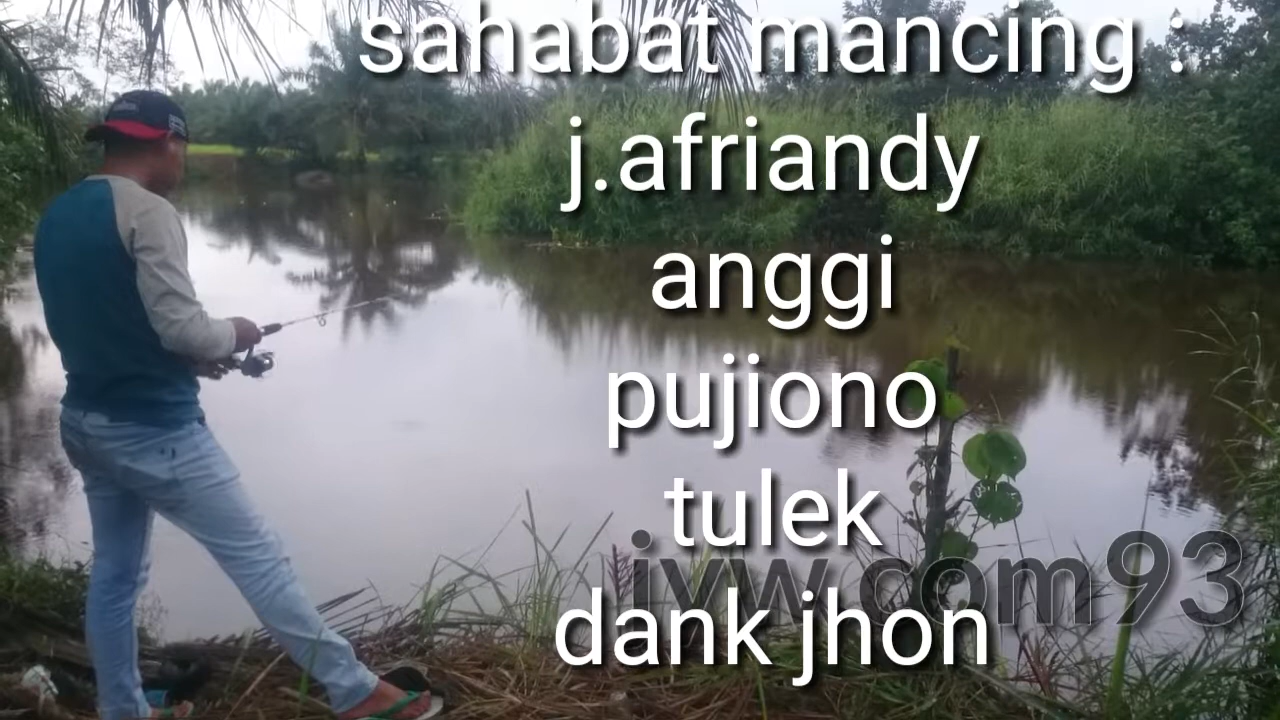 sahabat mancing :
j.afriandy
anggi
pujiono
tulek
iyw.com93
dank jhon